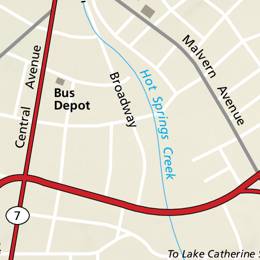 Malvern Avenue
Central Avenue
Broadway
Hot Springs Creek
Bus
Depot
7
To Lake Catherine